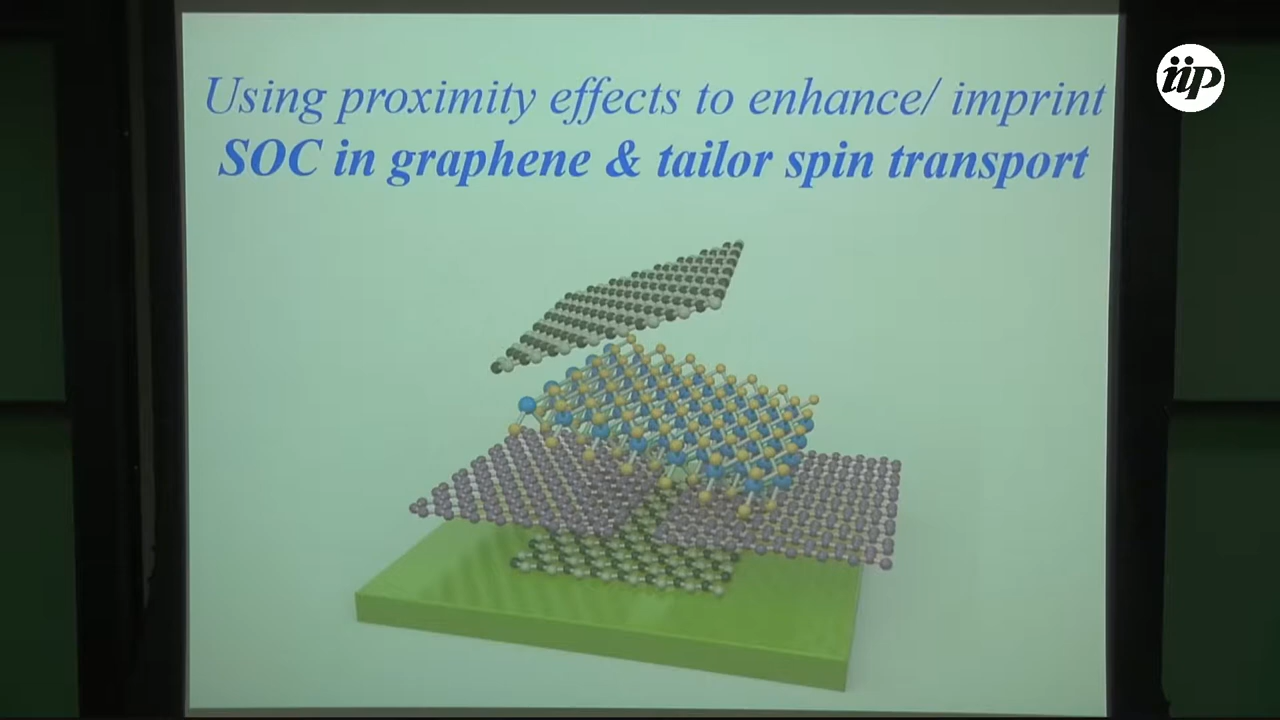 Using proximity effects to enhance/ imprint
SOC in graphene & tailor spin transport
iip